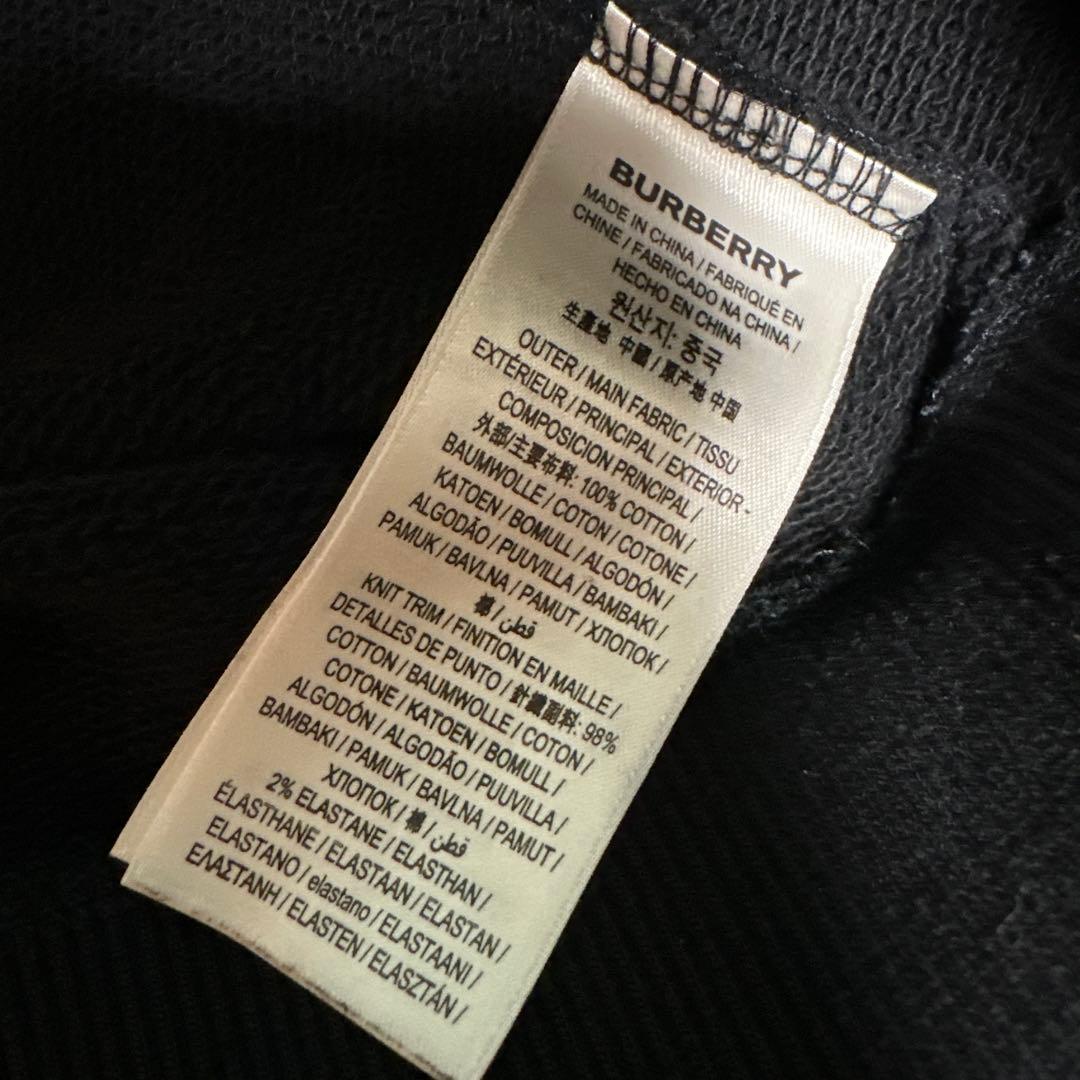 BURBERRY
MADE IN CHINA / FABRIQUÉ EN
CHINE / FABRICADO NA CHINA /
HECHO EN CHINA
원산지: 중국
生產地 中國 / 原产地 中国
OUTER / MAIN FABRIC / TISSU
EXTÉRIEUR / PRINCIPAL / EXTERIOR -
COMPOSICION PRINCIPAL /
外部/主要布料: 100% COTTON /
BAUMWOLLE / COTON / COTONE /
KATOEN / BOMULL / ALGODÓN /
ALGODÃO / PUUVILLA / BAMBAKI /
PAMUK / BAVLNA / PAMUT / ХЛОПОК /
棉 / قطن
KNIT TRIM / FINITION EN MAILLE /
DETALLES DE PUNTO / 針織副料: 98%
COTTON / BAUMWOLLE / COTON /
COTONE / KATOEN / BOMULL /
ALGODÓN / ALGODÃO / PUUVILLA /
BAMBAKI / PAMUK / BAVLNA / PAMUT /
ХЛОПОК / 棉 / قطن
2% ELASTANE / ELASTHAN /
ÉLASTHANE / ELASTAAN / ELASTAN /
ELASTANO / elastano / ELASTAANI /
ΕΛΑΣΤΑΝΗ / ELASTEN / ELASZTÁN /